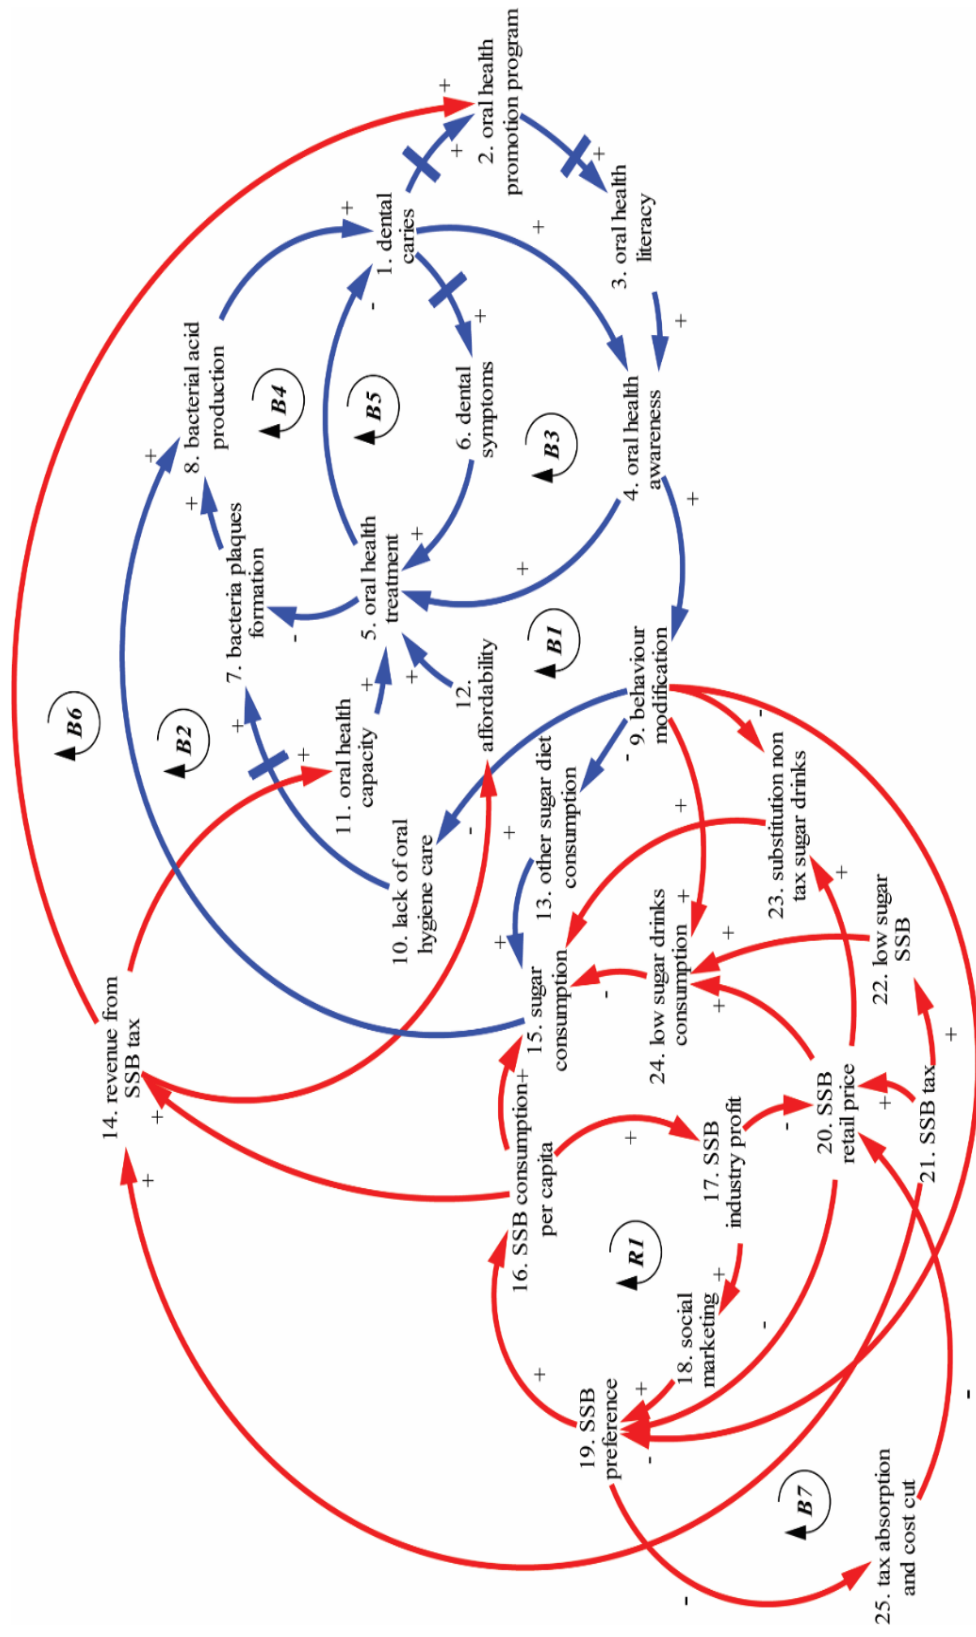 1. dental
caries
2. oral health
promotion program
3. oral health
literacy
4. oral health
awareness
5. oral health
treatment
6. dental
symptoms
7. bacteria plaques
formation
8. bacterial acid
production
9. behaviour
modification
10. lack of oral
hygiene care
11. oral health
capacity
12.
affordability
13. other sugar diet
consumption
14. revenue from
SSB tax
15. sugar
consumption
16. SSB consumption
per capita
17. SSB
industry profit
18. social
marketing
19. SSB
preference
20. SSB
retail price
21. SSB tax
22. low sugar
SSB
23. substitution non
tax sugar drinks
24. low sugar drinks
consumption
25. tax absorption
and cost cut
B1
B2
B3
B4
B5
B6
B7
R1